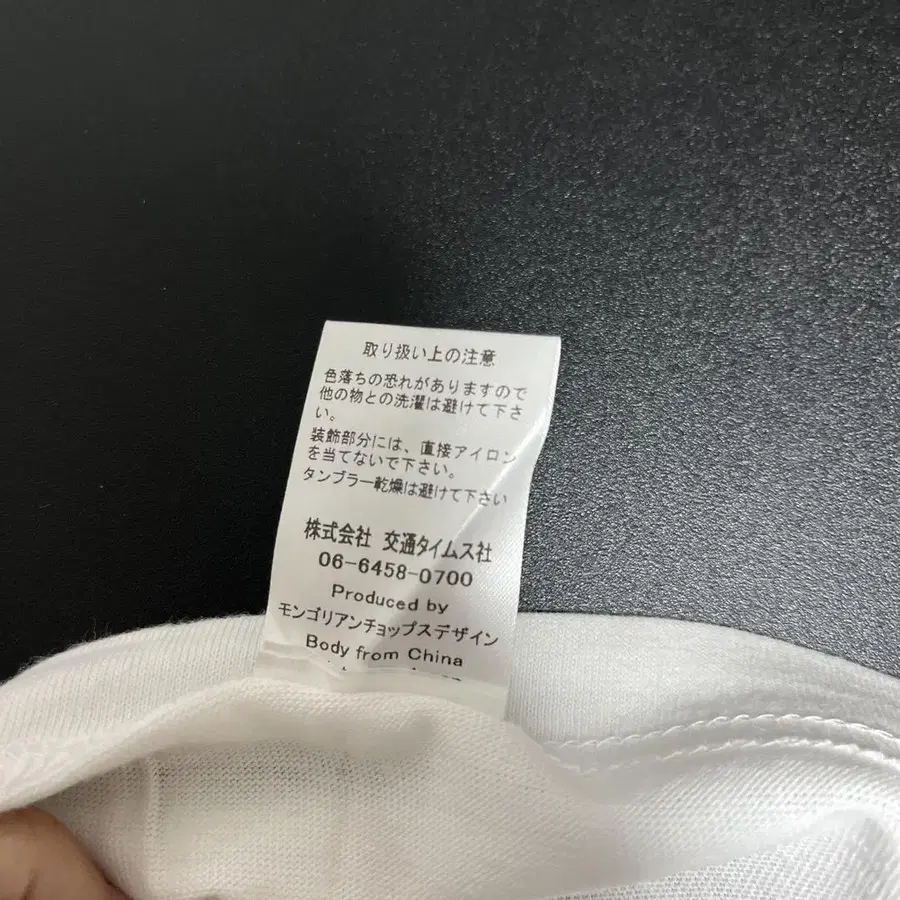 取り扱い上の注意
色落ちの恐れがありますので
他の物との洗濯は避けて下さ
い。
装飾部分には、直接アイロン
を当てないで下さい。
タンブラー乾燥は避けて下さい
株式会社 交通タイムス社
06-6458-0700
Produced by
モンゴリアンチョップスデザイン
Body from China